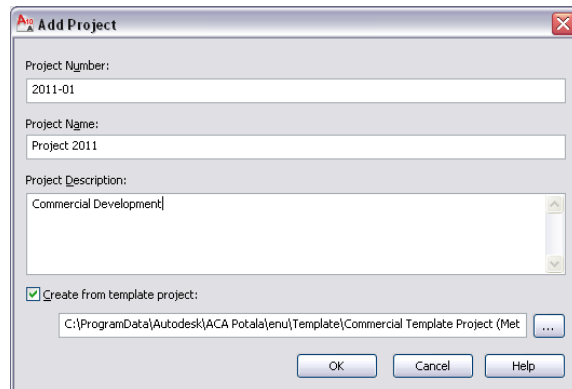 A10 A Add Project
Project Number:
2011-01
Project Name:
Project 2011
Project Description:
Commercial Development
Create from template project:
C:\ProgramData\Autodesk\ACA Potala\enu\Template\Commercial Template Project (Met
...
OK Cancel Help